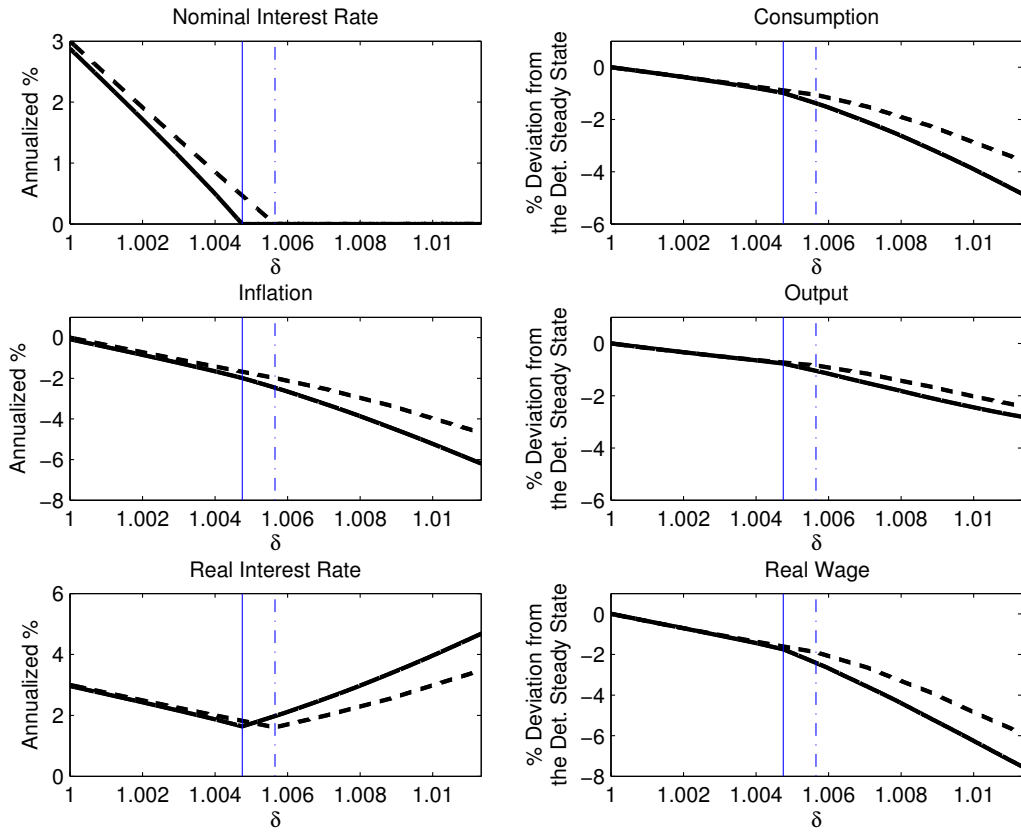 Nominal Interest Rate
Annualized %
3
2
1
0
1 1.002 1.004 1.006 1.008 1.01
δ
Consumption
% Deviation from
the Det. Steady State
0
−2
−4
−6
1 1.002 1.004 1.006 1.008 1.01
δ
Inflation
Annualized %
0
−2
−4
−6
−8
1 1.002 1.004 1.006 1.008 1.01
δ
Output
% Deviation from
the Det. Steady State
0
−2
−4
−6
1 1.002 1.004 1.006 1.008 1.01
δ
Real Interest Rate
Annualized %
6
4
2
0
1 1.002 1.004 1.006 1.008 1.01
δ
Real Wage
% Deviation from
the Det. Steady State
0
−2
−4
−6
−8
1 1.002 1.004 1.006 1.008 1.01
δ